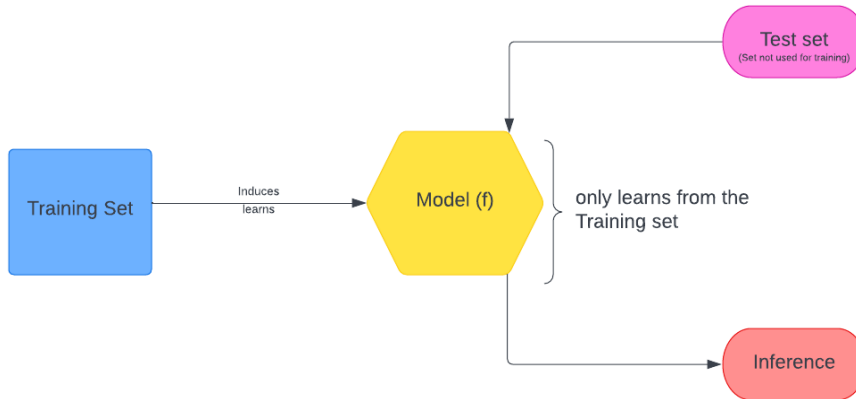 Test set
(Set not used for training)
Training Set
Induces
learns
Model (f)
only learns from the
Training set
Inference